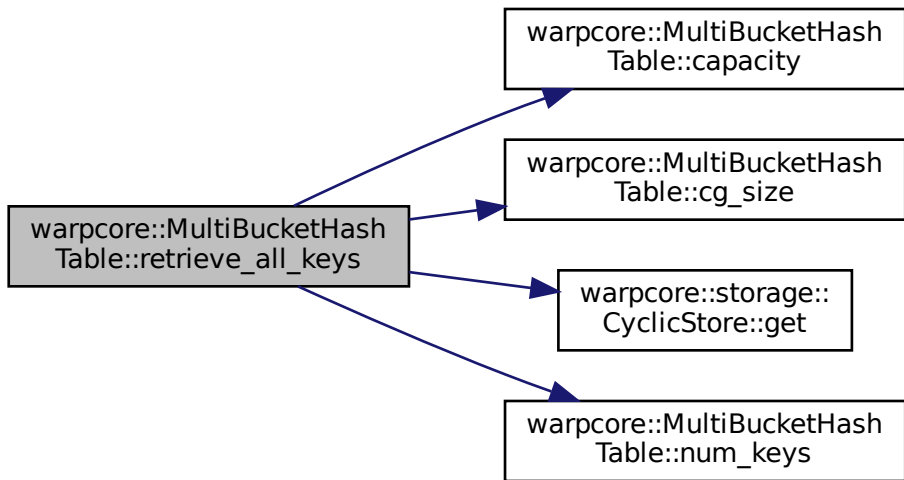 warpcore::MultiBucketHash
Table::capacity
warpcore::MultiBucketHash
Table::cg_size
warpcore::MultiBucketHash
Table::retrieve_all_keys
warpcore::storage::
CyclicStore::get
warpcore::MultiBucketHash
Table::num_keys